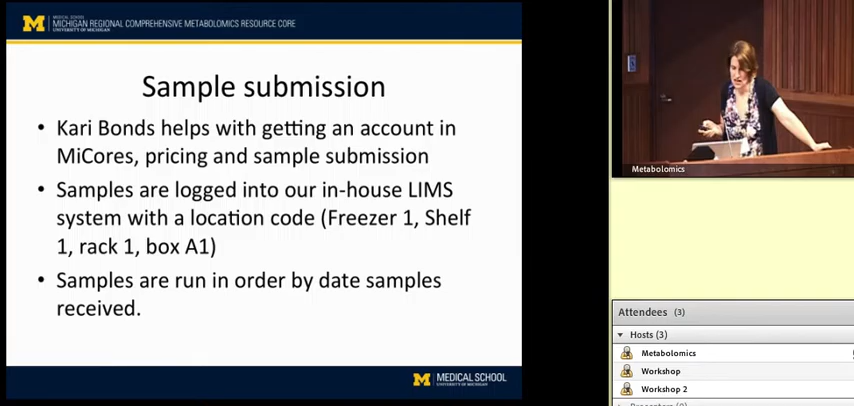 M
MEDICAL SCHOOL
MICHIGAN REGIONAL COMPREHENSIVE METABOLOMICS RESOURCE CORE
UNIVERSITY OF MICHIGAN
Sample submission
• Kari Bonds helps with getting an account in
MiCores, pricing and sample submission
• Samples are logged into our in-house LIMS
system with a location code (Freezer 1, Shelf
1, rack 1, box A1)
• Samples are run in order by date samples
received.
M MEDICAL SCHOOL
UNIVERSITY OF MICHIGAN
Metabolomics
Attendees (3)
Hosts (3)
Metabolomics
Workshop
Workshop 2